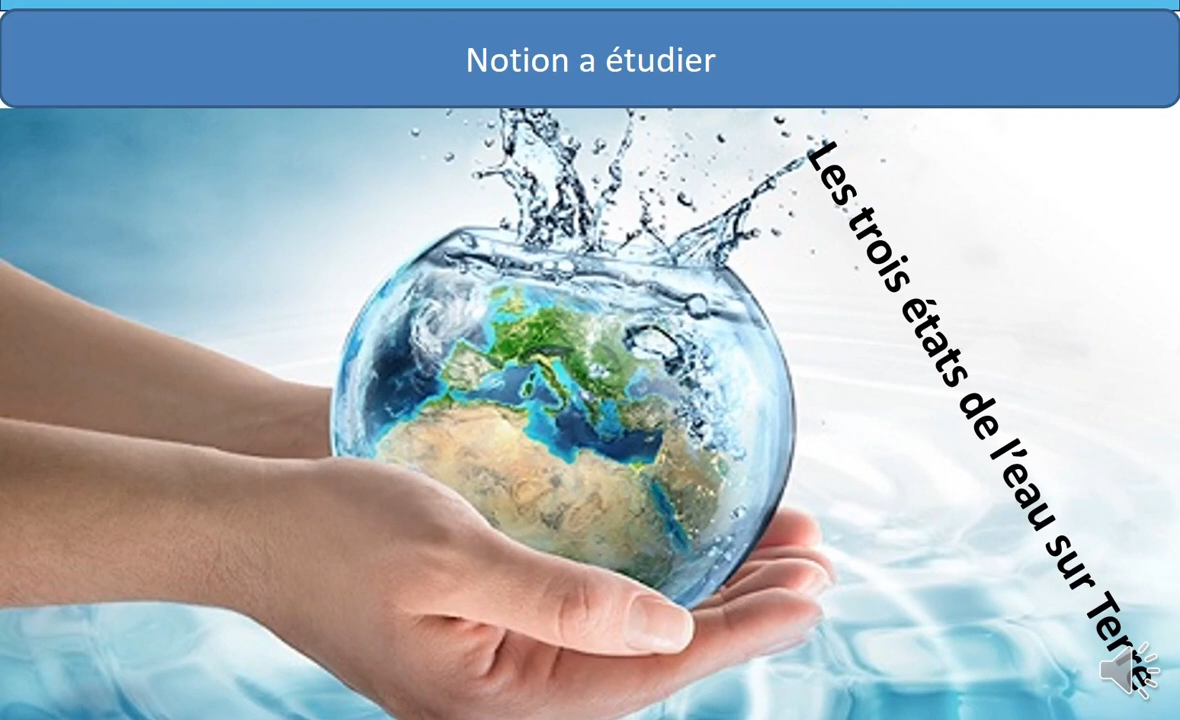 Notion a étudier
Les trois états de l’eau sur Terre